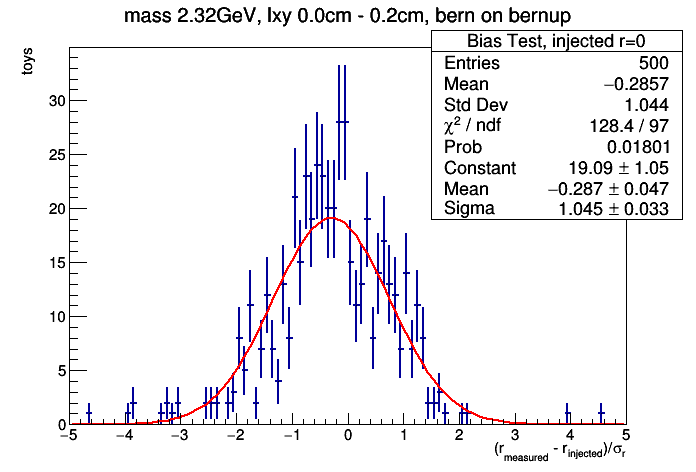 mass 2.32GeV, lxy 0.0cm - 0.2cm, bern on bernup
Bias Test, injected r=0
Entries 500
Mean −0.2857
Std Dev 1.044
χ² / ndf 128.4 / 97
Prob 0.01801
Constant 19.09 ± 1.05
Mean −0.287 ± 0.047
Sigma 1.045 ± 0.033
toys
30
25
20
15
10
5
0
−5 −4 −3 −2 −1 0 1 2 3 4 5
(r_measured - r_injected)/σ_r